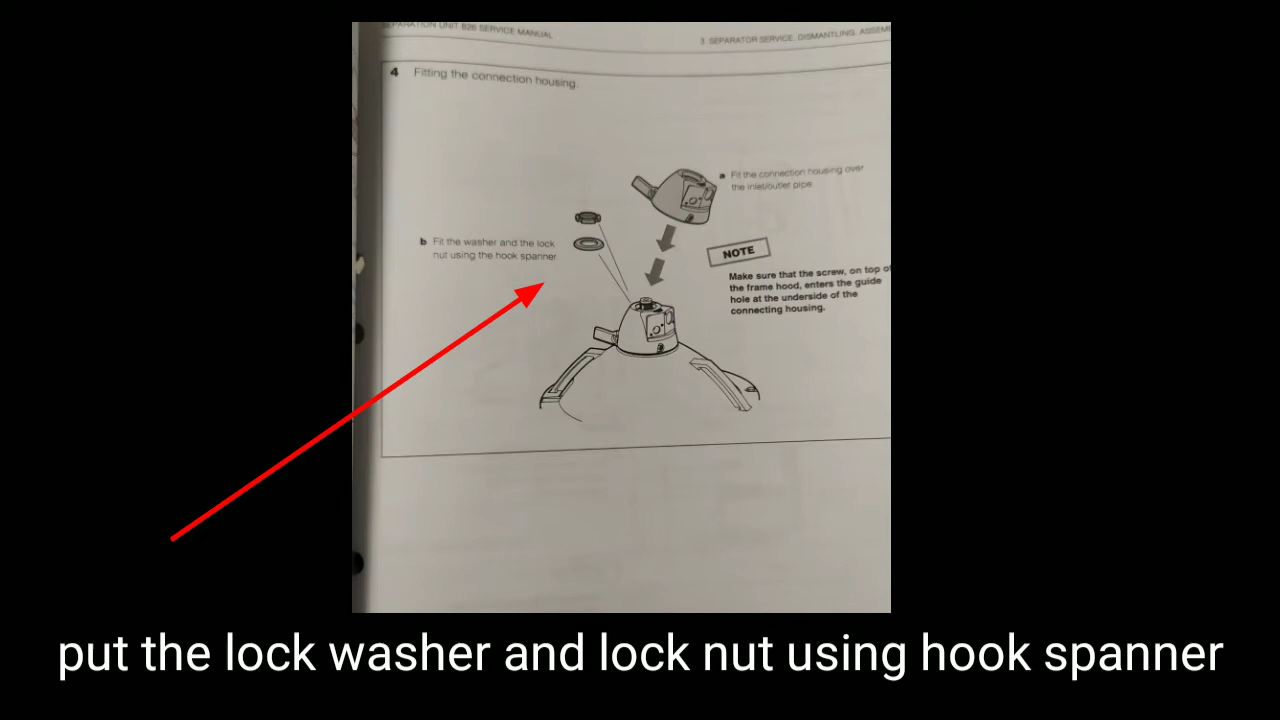 SEPARATION UNIT 826 SERVICE MANUAL
3. SEPARATOR SERVICE, DISMANTLING,
4 Fitting the connection housing.
a Fit the connection housing over
the inlet/outlet pipe.
b Fit the washer and the lock
nut using the hook spanner.
NOTE
Make sure that the screw, on top of
the frame hood, enters the guide
hole at the underside of the
connecting housing.
put the lock washer and lock nut using hook spanner